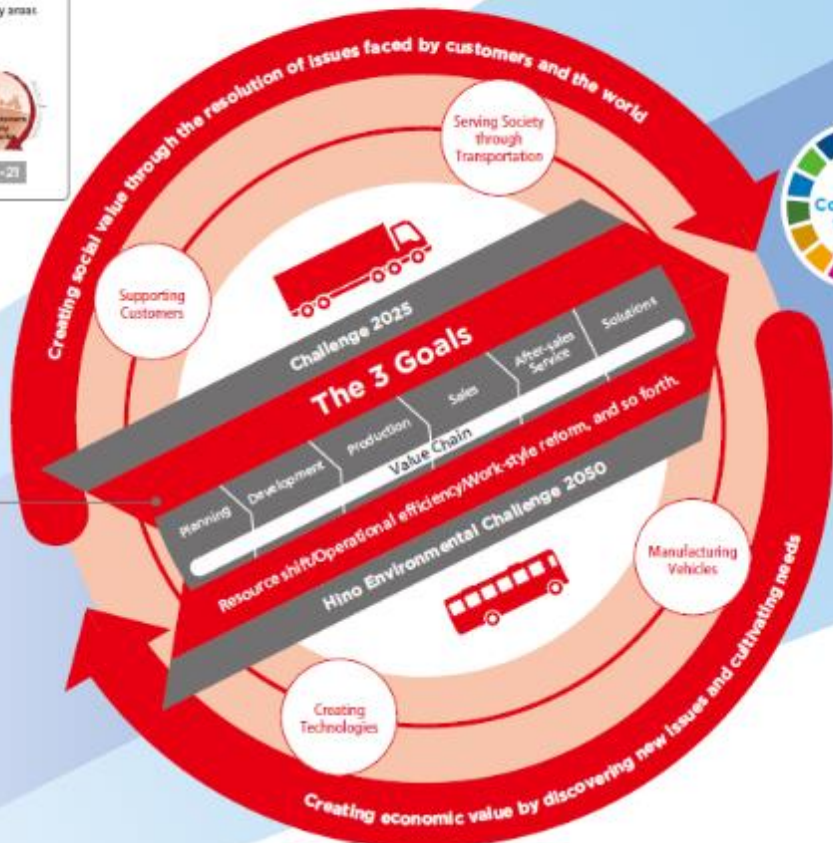 y areas
-21
Creating social value through the resolution of issues faced by customers and the world
Serving Society
through
Transportation
Supporting
Customers
Challenge 2025
The 3 Goals
Planning
Development
Production
Sales
After-sales
Service
Solutions
Value Chain
Resource shift/Operational efficiency/Work-style reform, and so forth.
Hino Environmental Challenge 2050
Manufacturing
Vehicles
Creating
Technologies
Creating economic value by discovering new issues and cultivating needs
Co